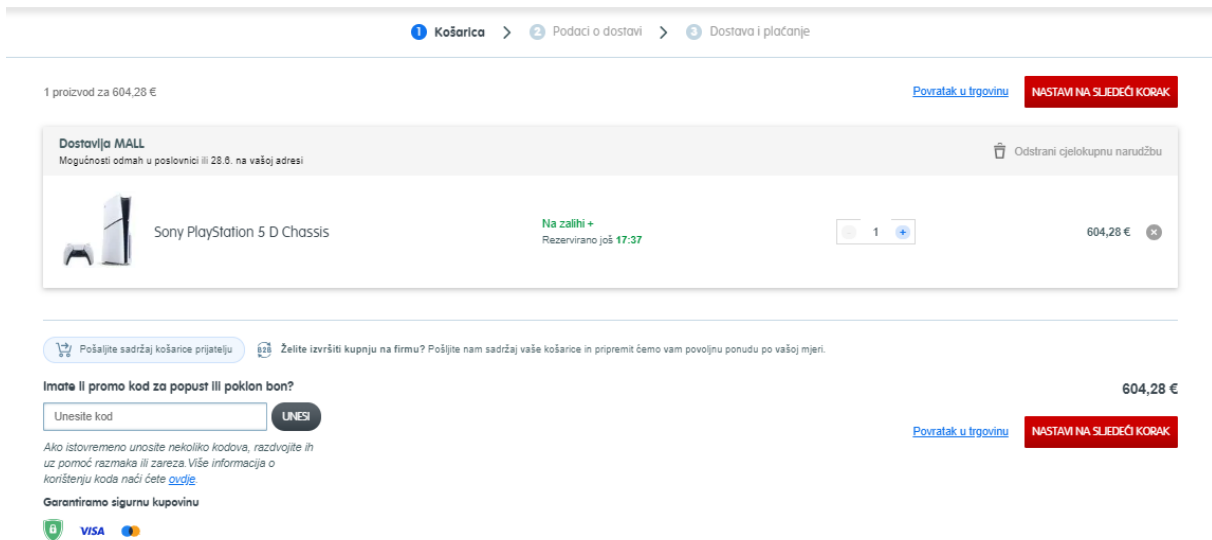 1 Košarica > 2 Podaci o dostavi > 3 Dostava i plaćanje
1 proizvod za 604,28 €
Povratak u trgovinu
NASTAVI NA SLJEDEĆI KORAK
Dostavlja MALL
Mogućnosti odmah u poslovnici ili 28.6. na vašoj adresi
Odstrani cjelokupnu narudžbu
Sony PlayStation 5 D Chassis
Na zalihi +
Rezervirano još 17:37
- 1 +
604,28 €
Pošaljite sadržaj košarice prijatelju
B2B
Želite izvršiti kupnju na firmu? Pošljite nam sadržaj vaše košarice in pripremit ćemo vam povoljnu ponudu po vašoj mjeri.
Imate li promo kod za popust ili poklon bon?
604,28 €
Unesite kod
UNESI
Povratak u trgovinu
NASTAVI NA SLJEDEĆI KORAK
Ako istovremeno unosite nekoliko kodova, razdvojite ih
uz pomoć razmaka ili zareza. Više informacija o
korištenju koda naći ćete ovdje.
Garantiramo sigurnu kupovinu
VISA